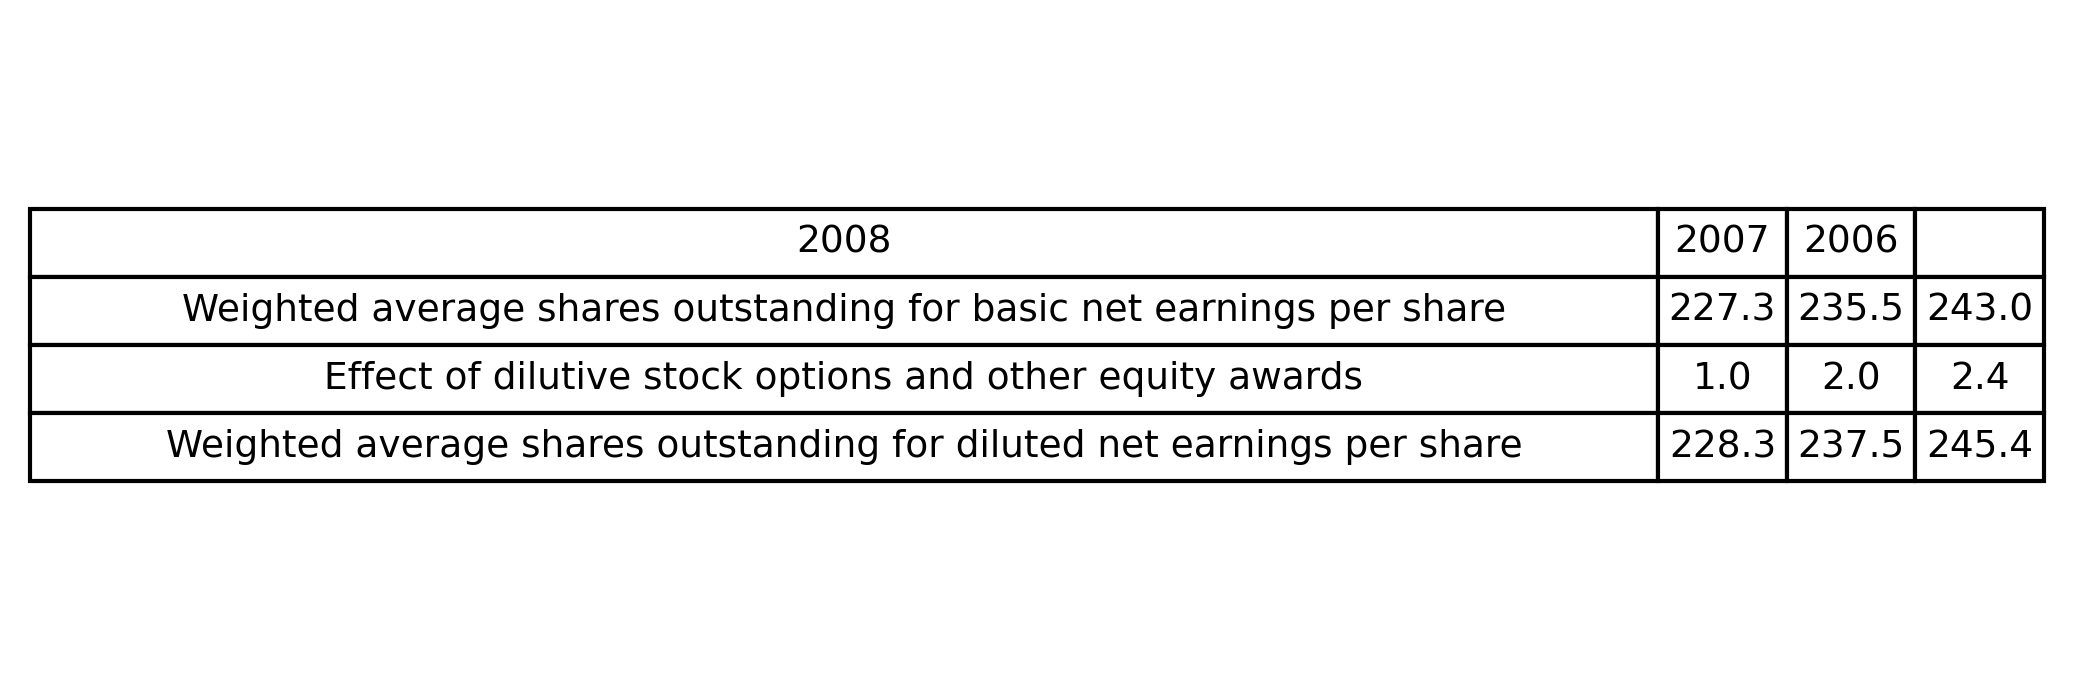 2008 2007 2006
Weighted average shares outstanding for basic net earnings per share 227.3 235.5 243.0
Effect of dilutive stock options and other equity awards 1.0 2.0 2.4
Weighted average shares outstanding for diluted net earnings per share 228.3 237.5 245.4